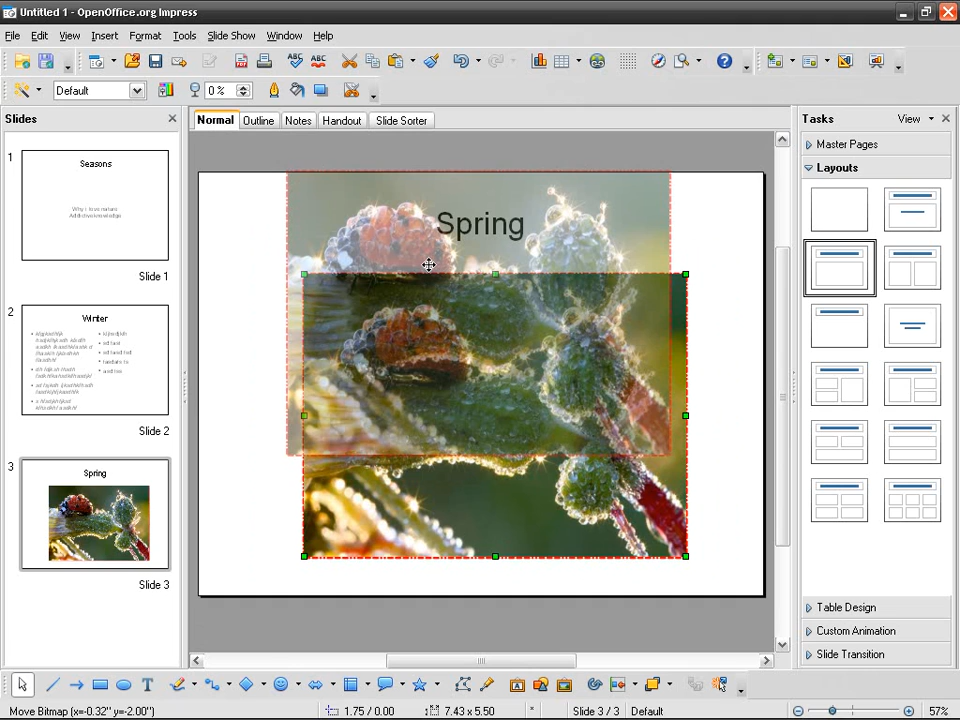 Untitled 1 - OpenOffice.org Impress
File Edit View Insert Format Tools Slide Show Window Help
Default 0 %
Slides
Normal Outline Notes Handout Slide Sorter
Tasks View
Master Pages
Layouts
1
Seasons
Slide 1
2
Winter
Slide 2
3
Spring
Slide 3
Spring
Table Design
Custom Animation
Slide Transition
Move Bitmap (x=-0.32" y=-2.00") 1.75 / 0.00 7.43 x 5.50 * Slide 3 / 3 Default 57%